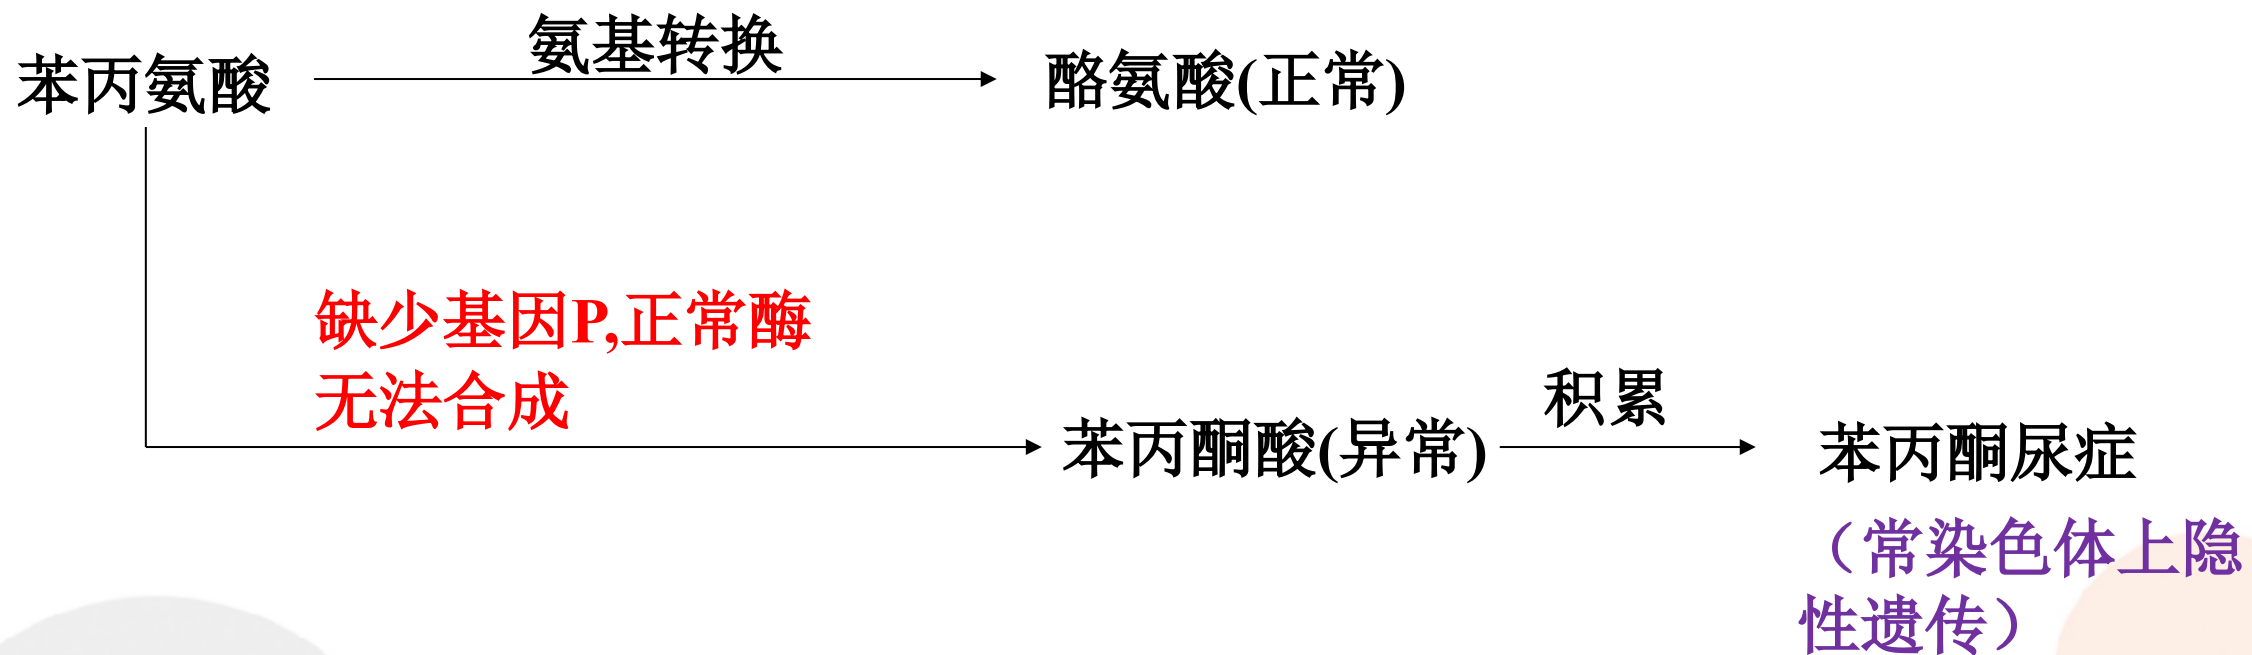 氨基转换
苯丙氨酸
酪氨酸(正常)
缺少基因P,正常酶
无法合成
积累
苯丙酮酸(异常)
苯丙酮尿症
（常染色体上隐
性遗传）